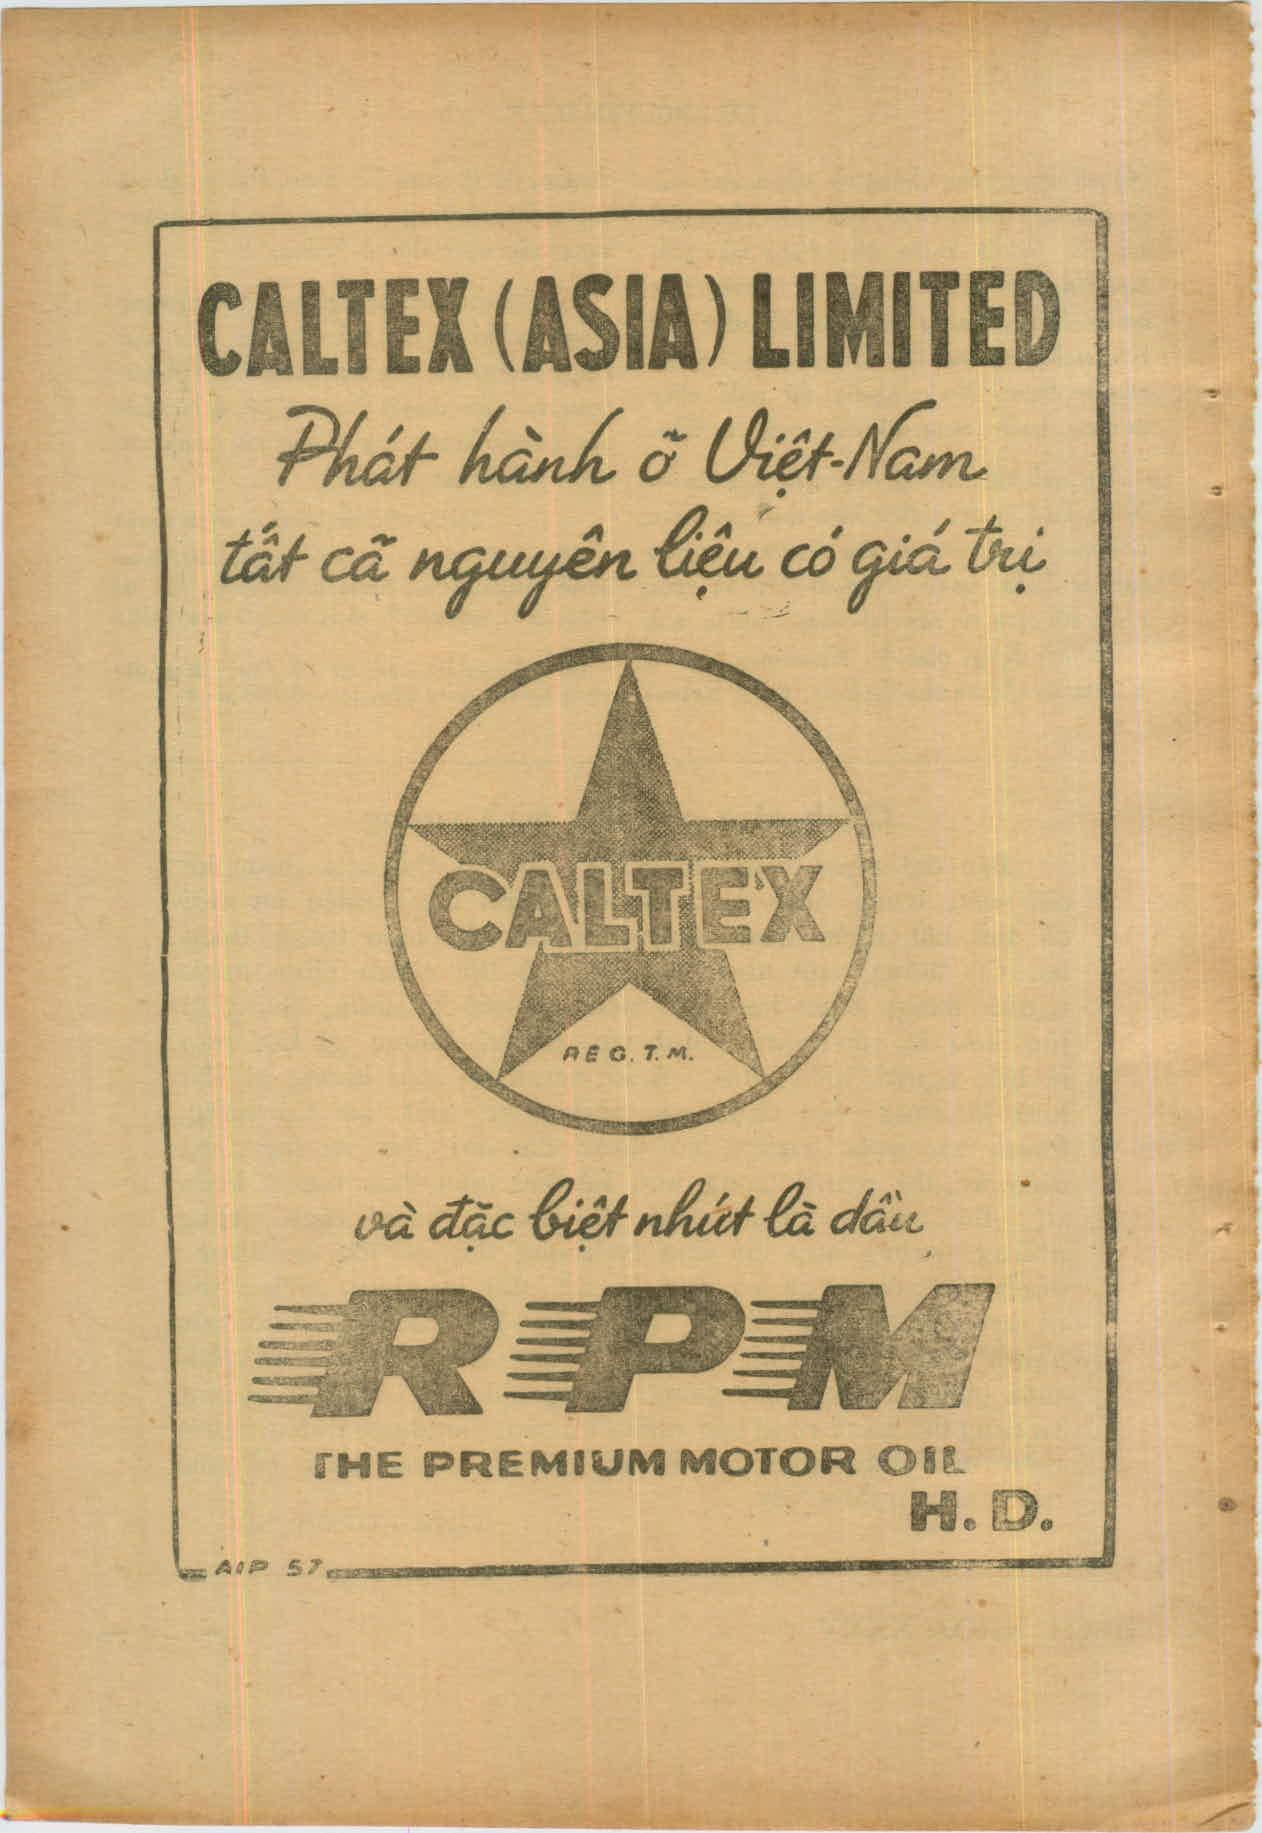 CALTEX (ASIA) LIMITED
Phát hành ỡ Việt-Nam
tất cã nguyên liệu có giá trị
CALTEX
REG. T. M.
và đặc biệt nhứt là dầu
RPM
THE PREMIUM MOTOR OIL
H. D.
AIP 57